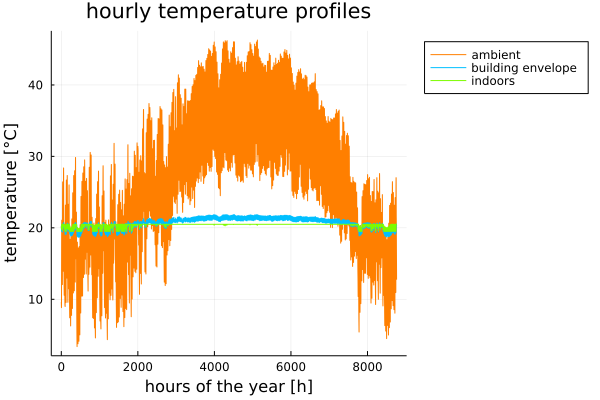 hourly temperature profiles
ambient
building envelope
indoors
temperature [°C]
40
30
20
10
0
2000
4000
6000
8000
hours of the year [h]